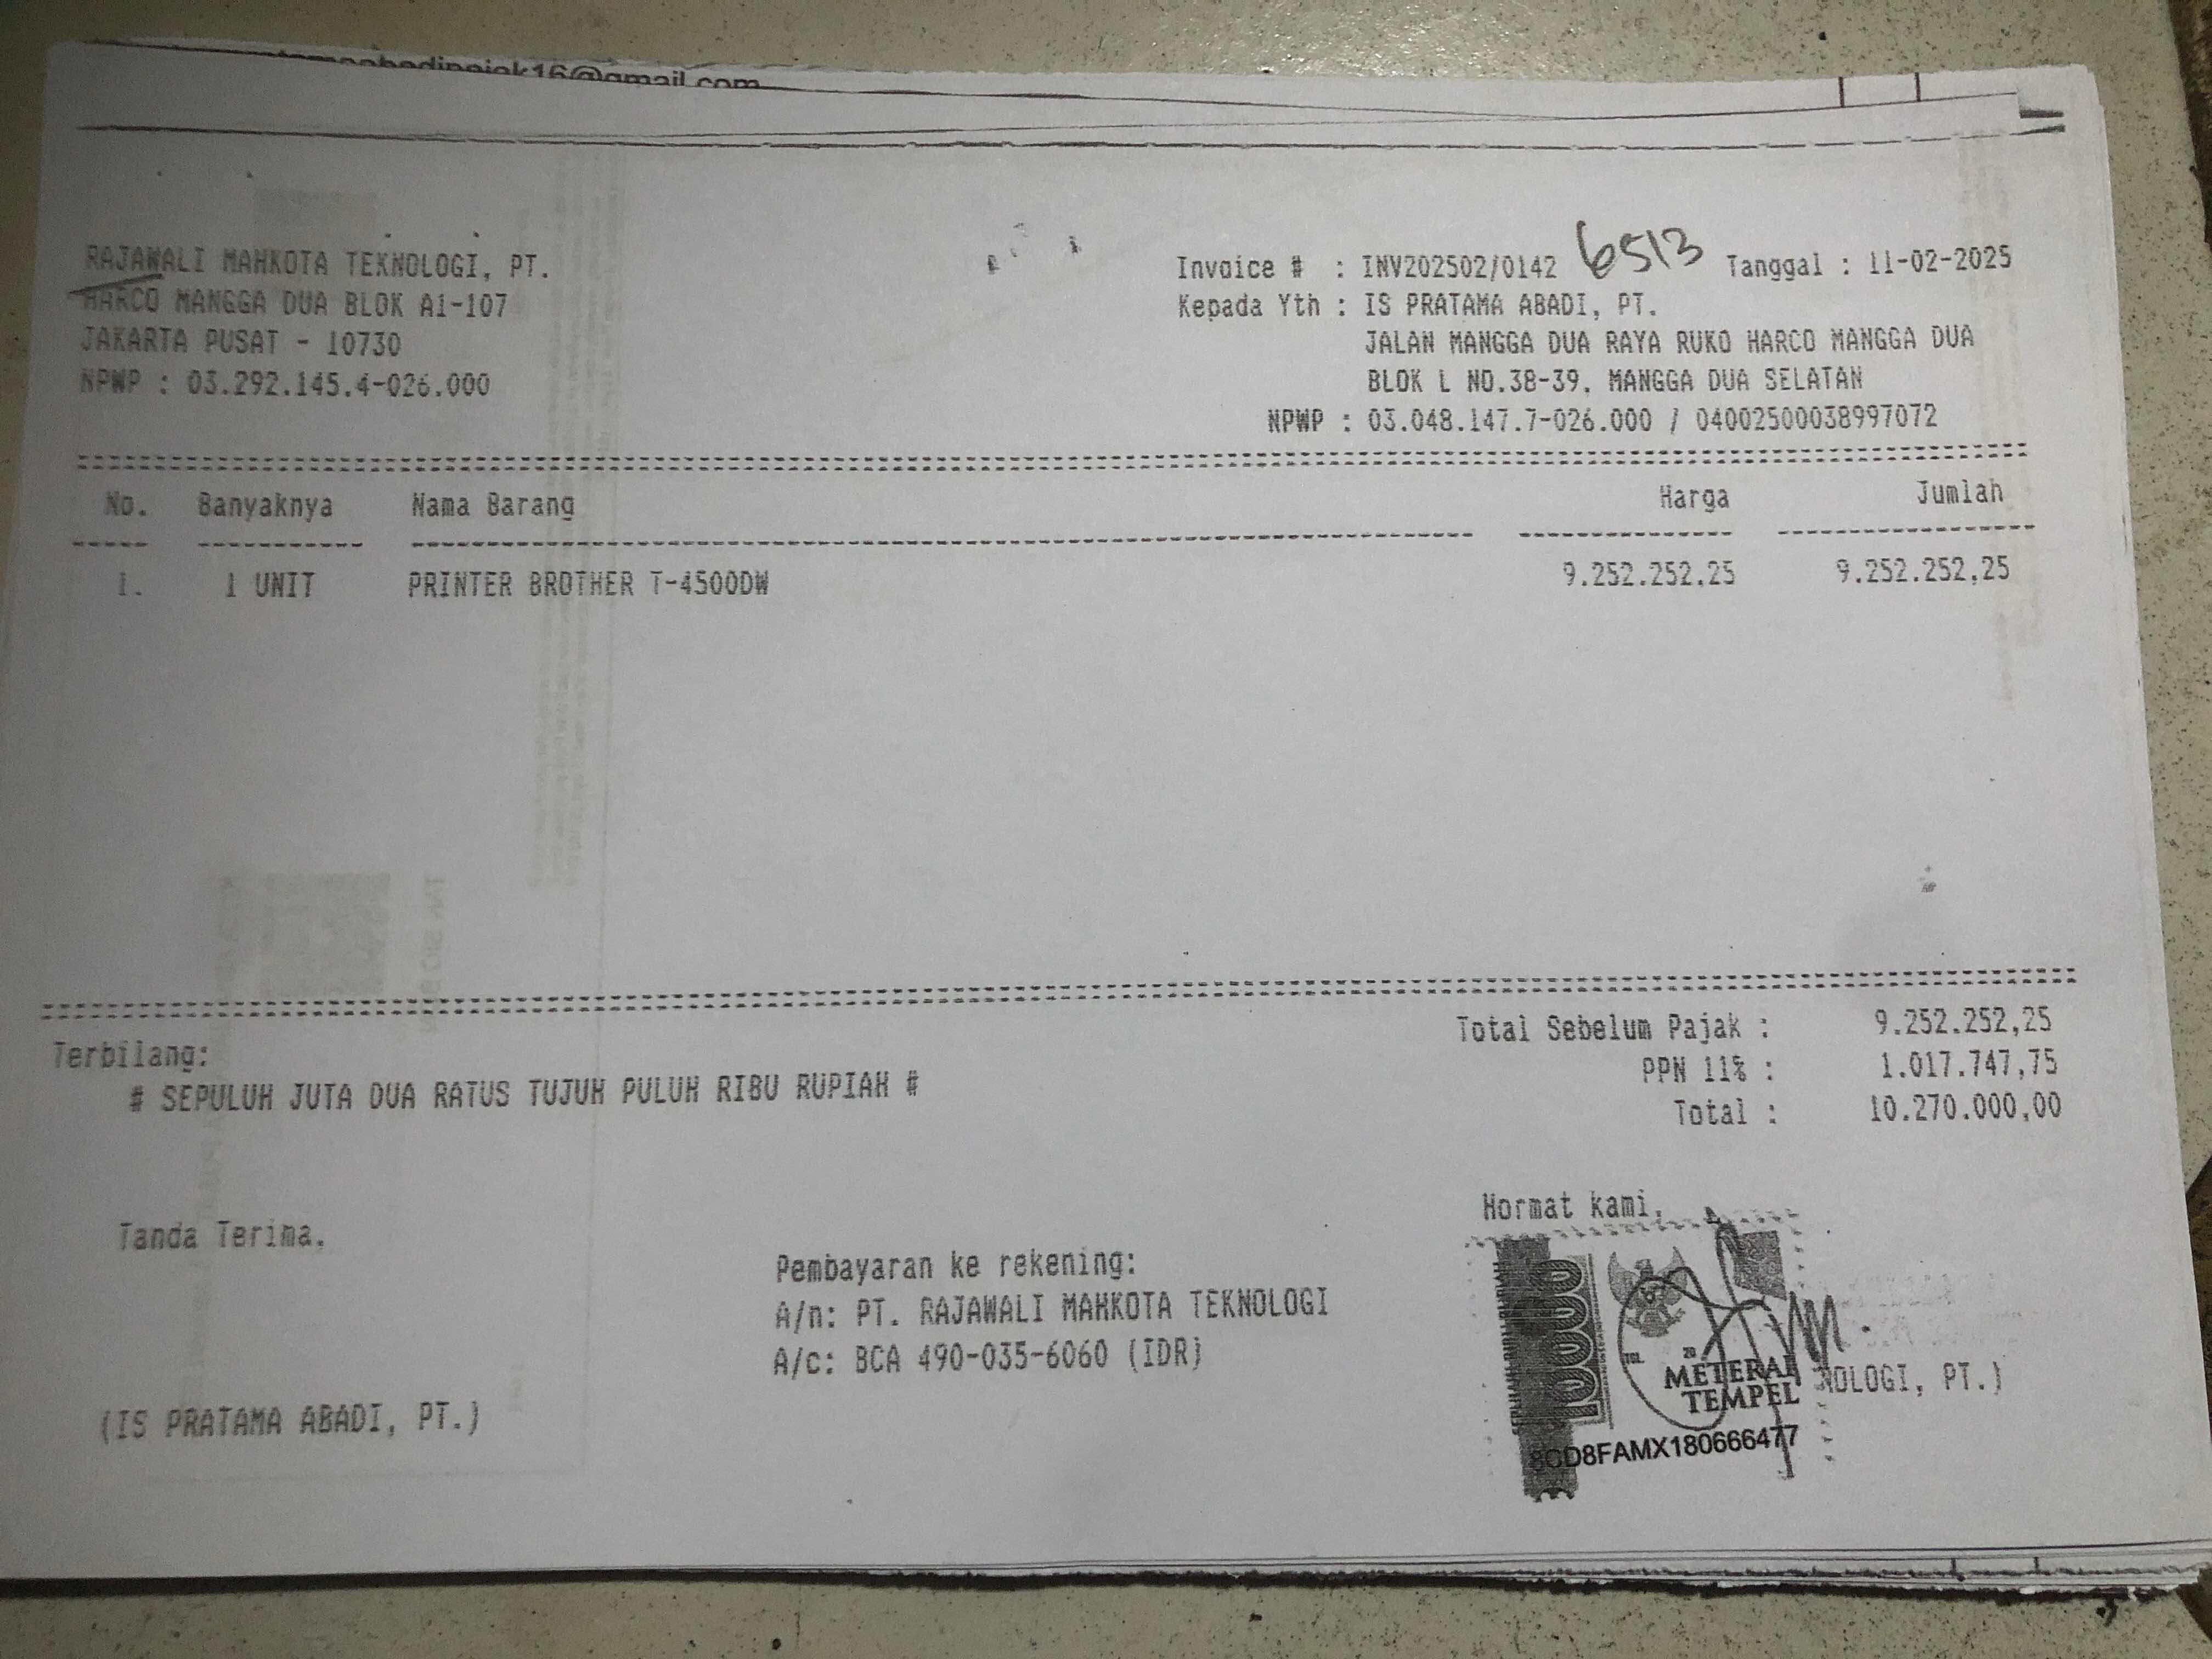 RAJAWALI MAHKOTA TEKNOLOGI, PT.
HARCO MANGGA DUA BLOK A1-107
JAKARTA PUSAT - 10730
NPWP : 03.292.145.4-026.000
Invoice # : INV202502/0142 6513 Tanggal : 11-02-2025
Kepada Yth : IS PRATAMA ABADI, PT.
JALAN MANGGA DUA RAYA RUKO HARCO MANGGA DUA
BLOK L NO.38-39, MANGGA DUA SELATAN
NPWP : 03.048.147.7-026.000 / 04002500038997072
No. Banyaknya Nama Barang Harga Jumlah
1. 1 UNIT PRINTER BROTHER T-4500DW 9.252.252,25 9.252.252,25
Total Sebelum Pajak : 9.252.252,25
PPN 11% : 1.017.747,75
Total : 10.270.000,00
Terbilang:
# SEPULUH JUTA DUA RATUS TUJUH PULUH RIBU RUPIAH #
Tanda Terima,
(IS PRATAMA ABADI, PT.)
Pembayaran ke rekening:
A/n: PT. RAJAWALI MAHKOTA TEKNOLOGI
A/c: BCA 490-035-6060 (IDR)
Hormat kami,
10000
TGL. 20
METERAI
TEMPEL
NOLOGI, PT.)
8CD8FAMX180666477